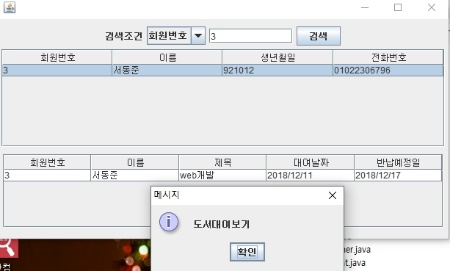 검색조건 회원번호 3 검색
회원번호 이름 생년월일 전화번호
3 서동준 921012 01022306796
회원번호 이름 제목 대여날짜 반납예정일
3 서동준 web개발 2018/12/11 2018/12/17
메시지
도서대여보기
확인
er.java
t.java